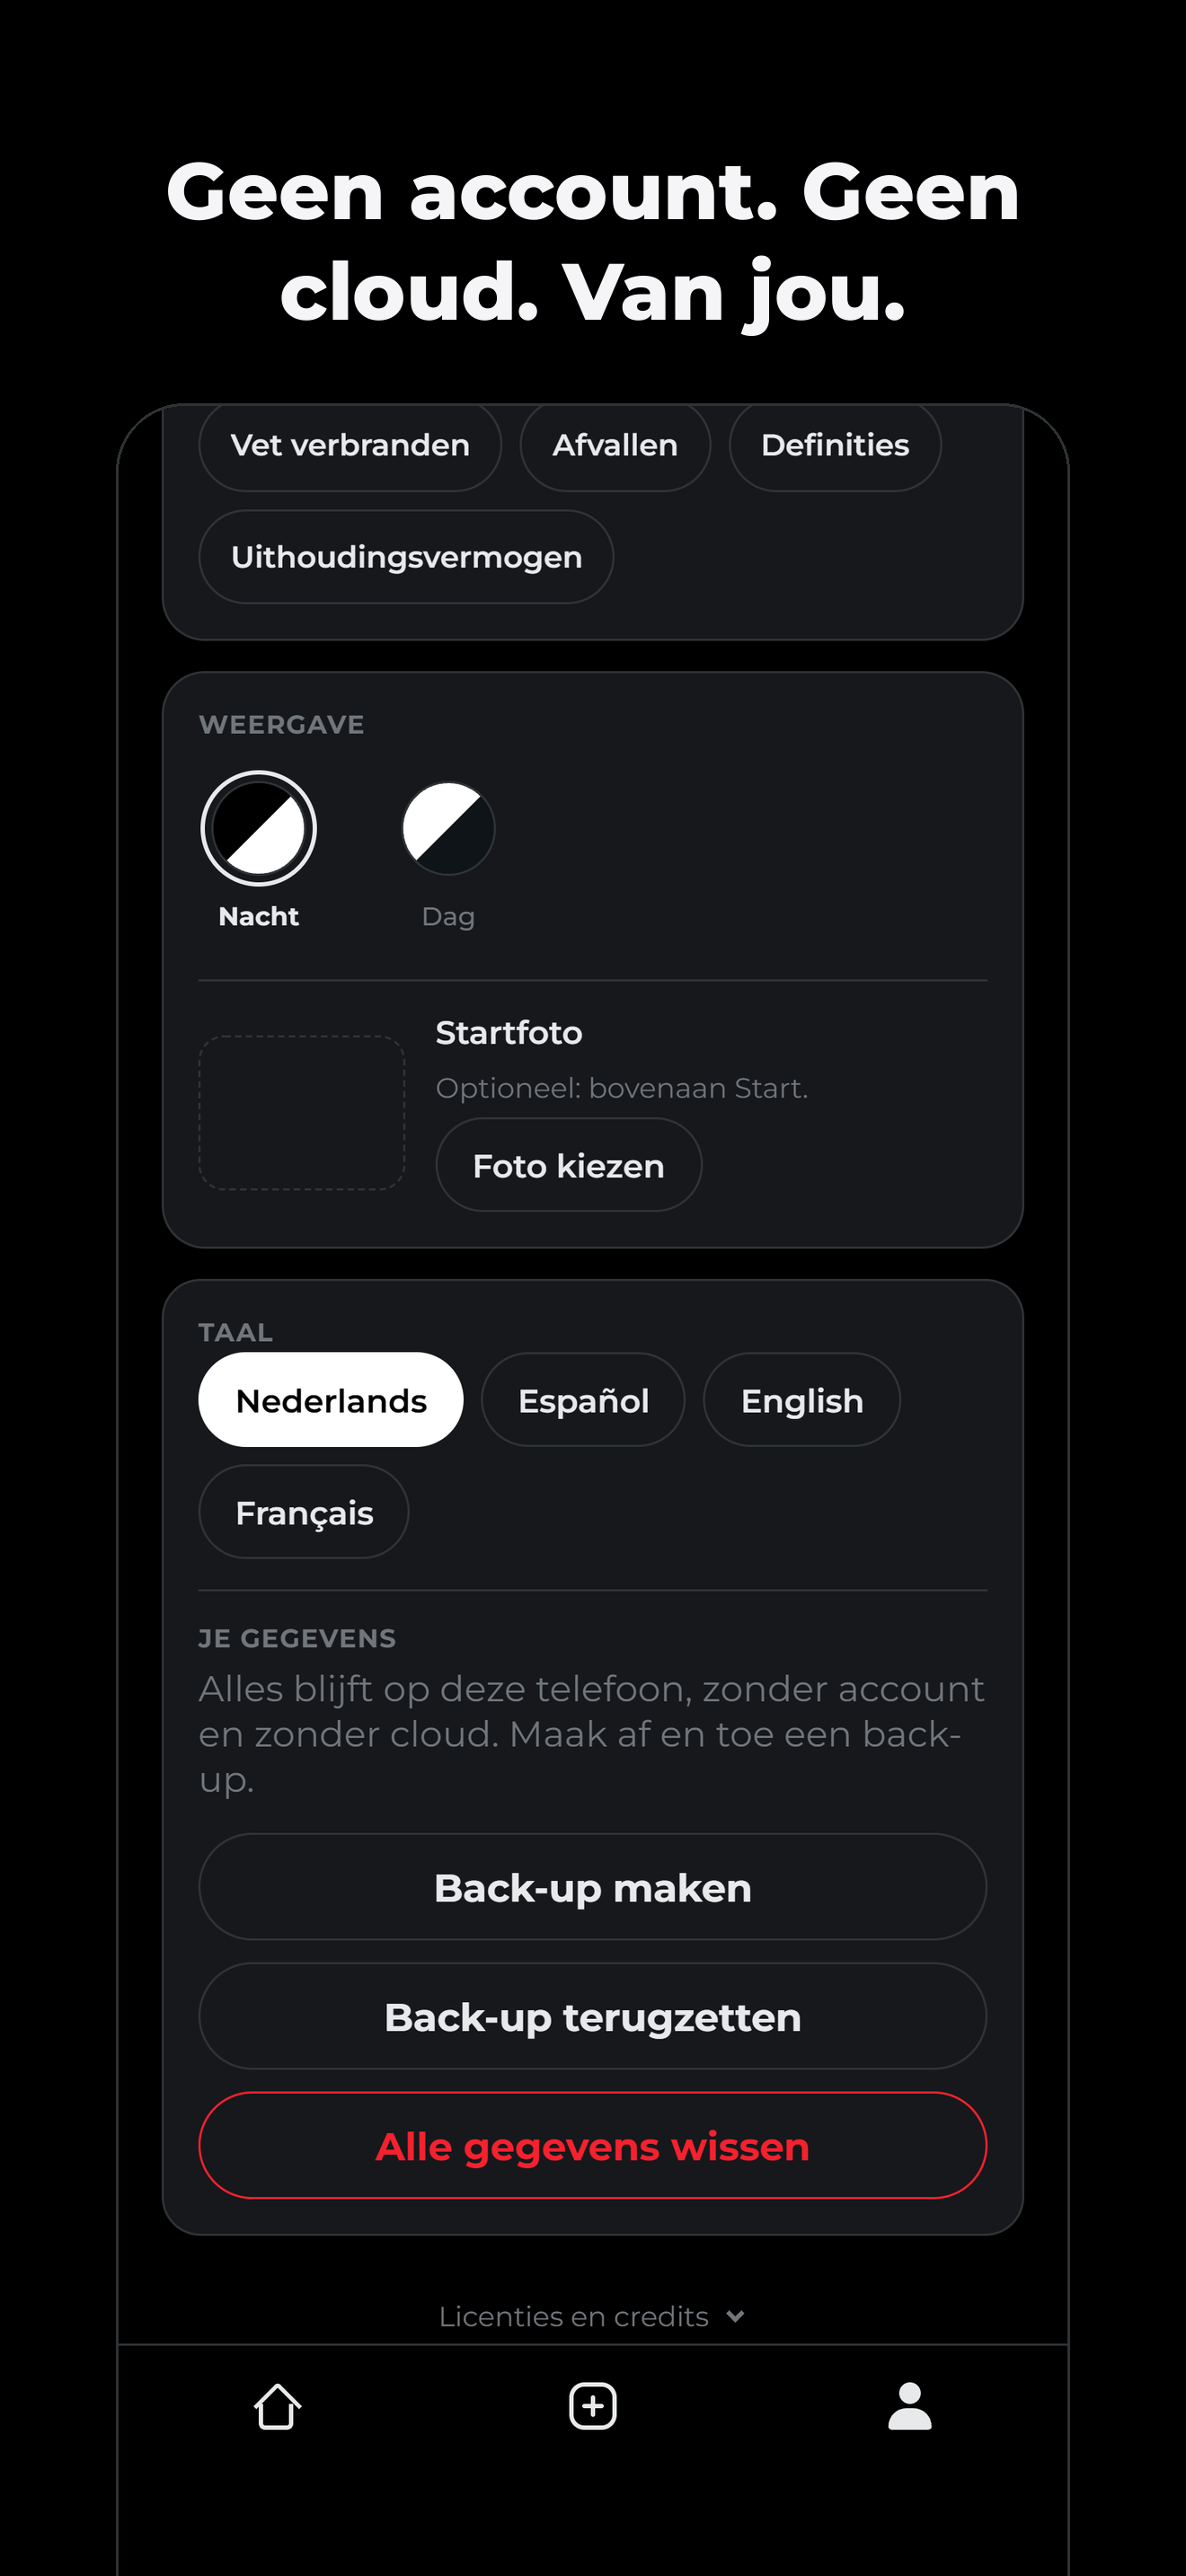 Geen account. Geen
cloud. Van jou.
Vet verbranden
Afvallen
Definities
Uithoudingsvermogen
WEERGAVE
Nacht
Dag
Startfoto
Optioneel: bovenaan Start.
Foto kiezen
TAAL
Nederlands
Español
English
Français
JE GEGEVENS
Alles blijft op deze telefoon, zonder account
en zonder cloud. Maak af en toe een back-
up.
Back-up maken
Back-up terugzetten
Alle gegevens wissen
Licenties en credits